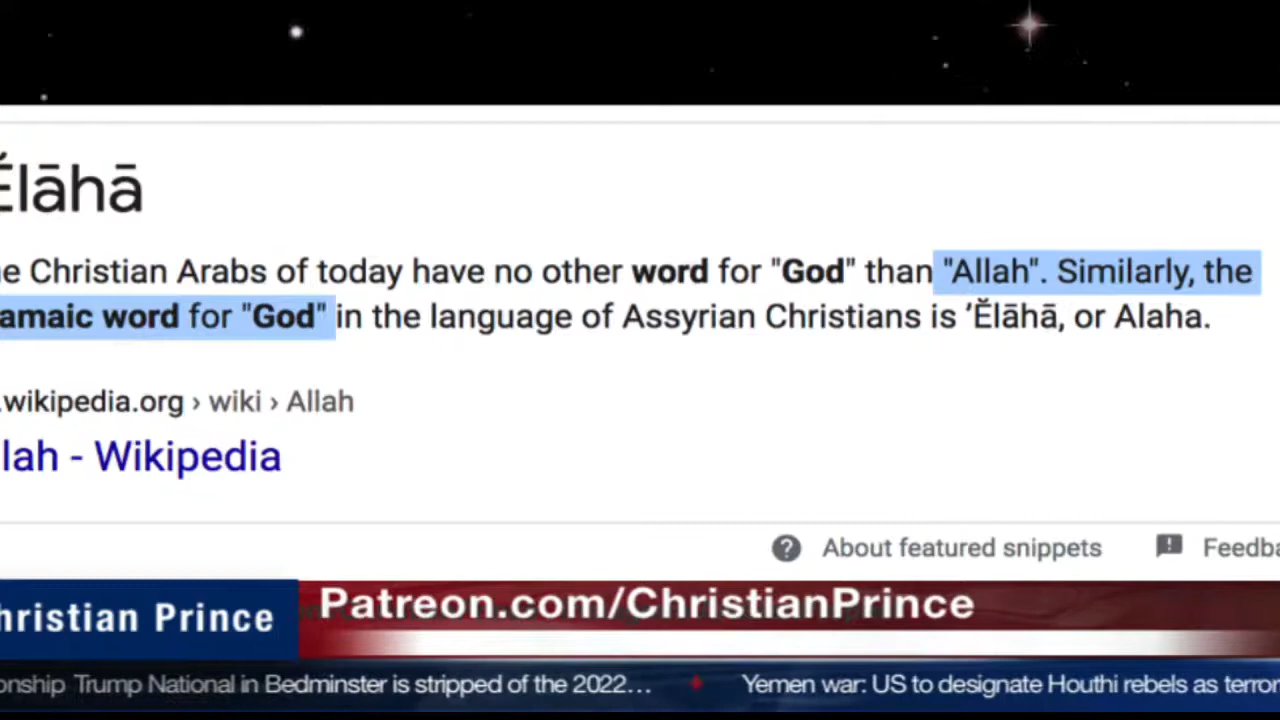 Ĕlāhā
e Christian Arabs of today have no other word for "God" than "Allah". Similarly, the
amaic word for "God" in the language of Assyrian Christians is ’Ĕlāhā, or Alaha.
.wikipedia.org › wiki › Allah
lah - Wikipedia
About featured snippets Feedba
hristian Prince
Patreon.com/ChristianPrince
onship Trump National in Bedminster is stripped of the 2022... Yemen war: US to designate Houthi rebels as terror